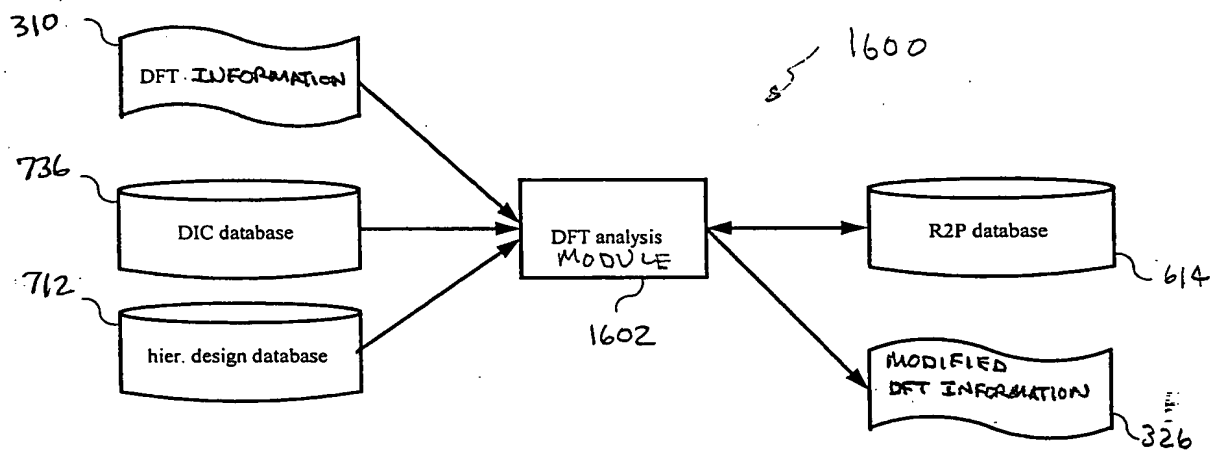 310
DFT INFORMATION
1600
736
DIC database
DFT analysis
MODULE
R2P database
614
712
hier. design database
1602
MODIFIED
DFT INFORMATION
326